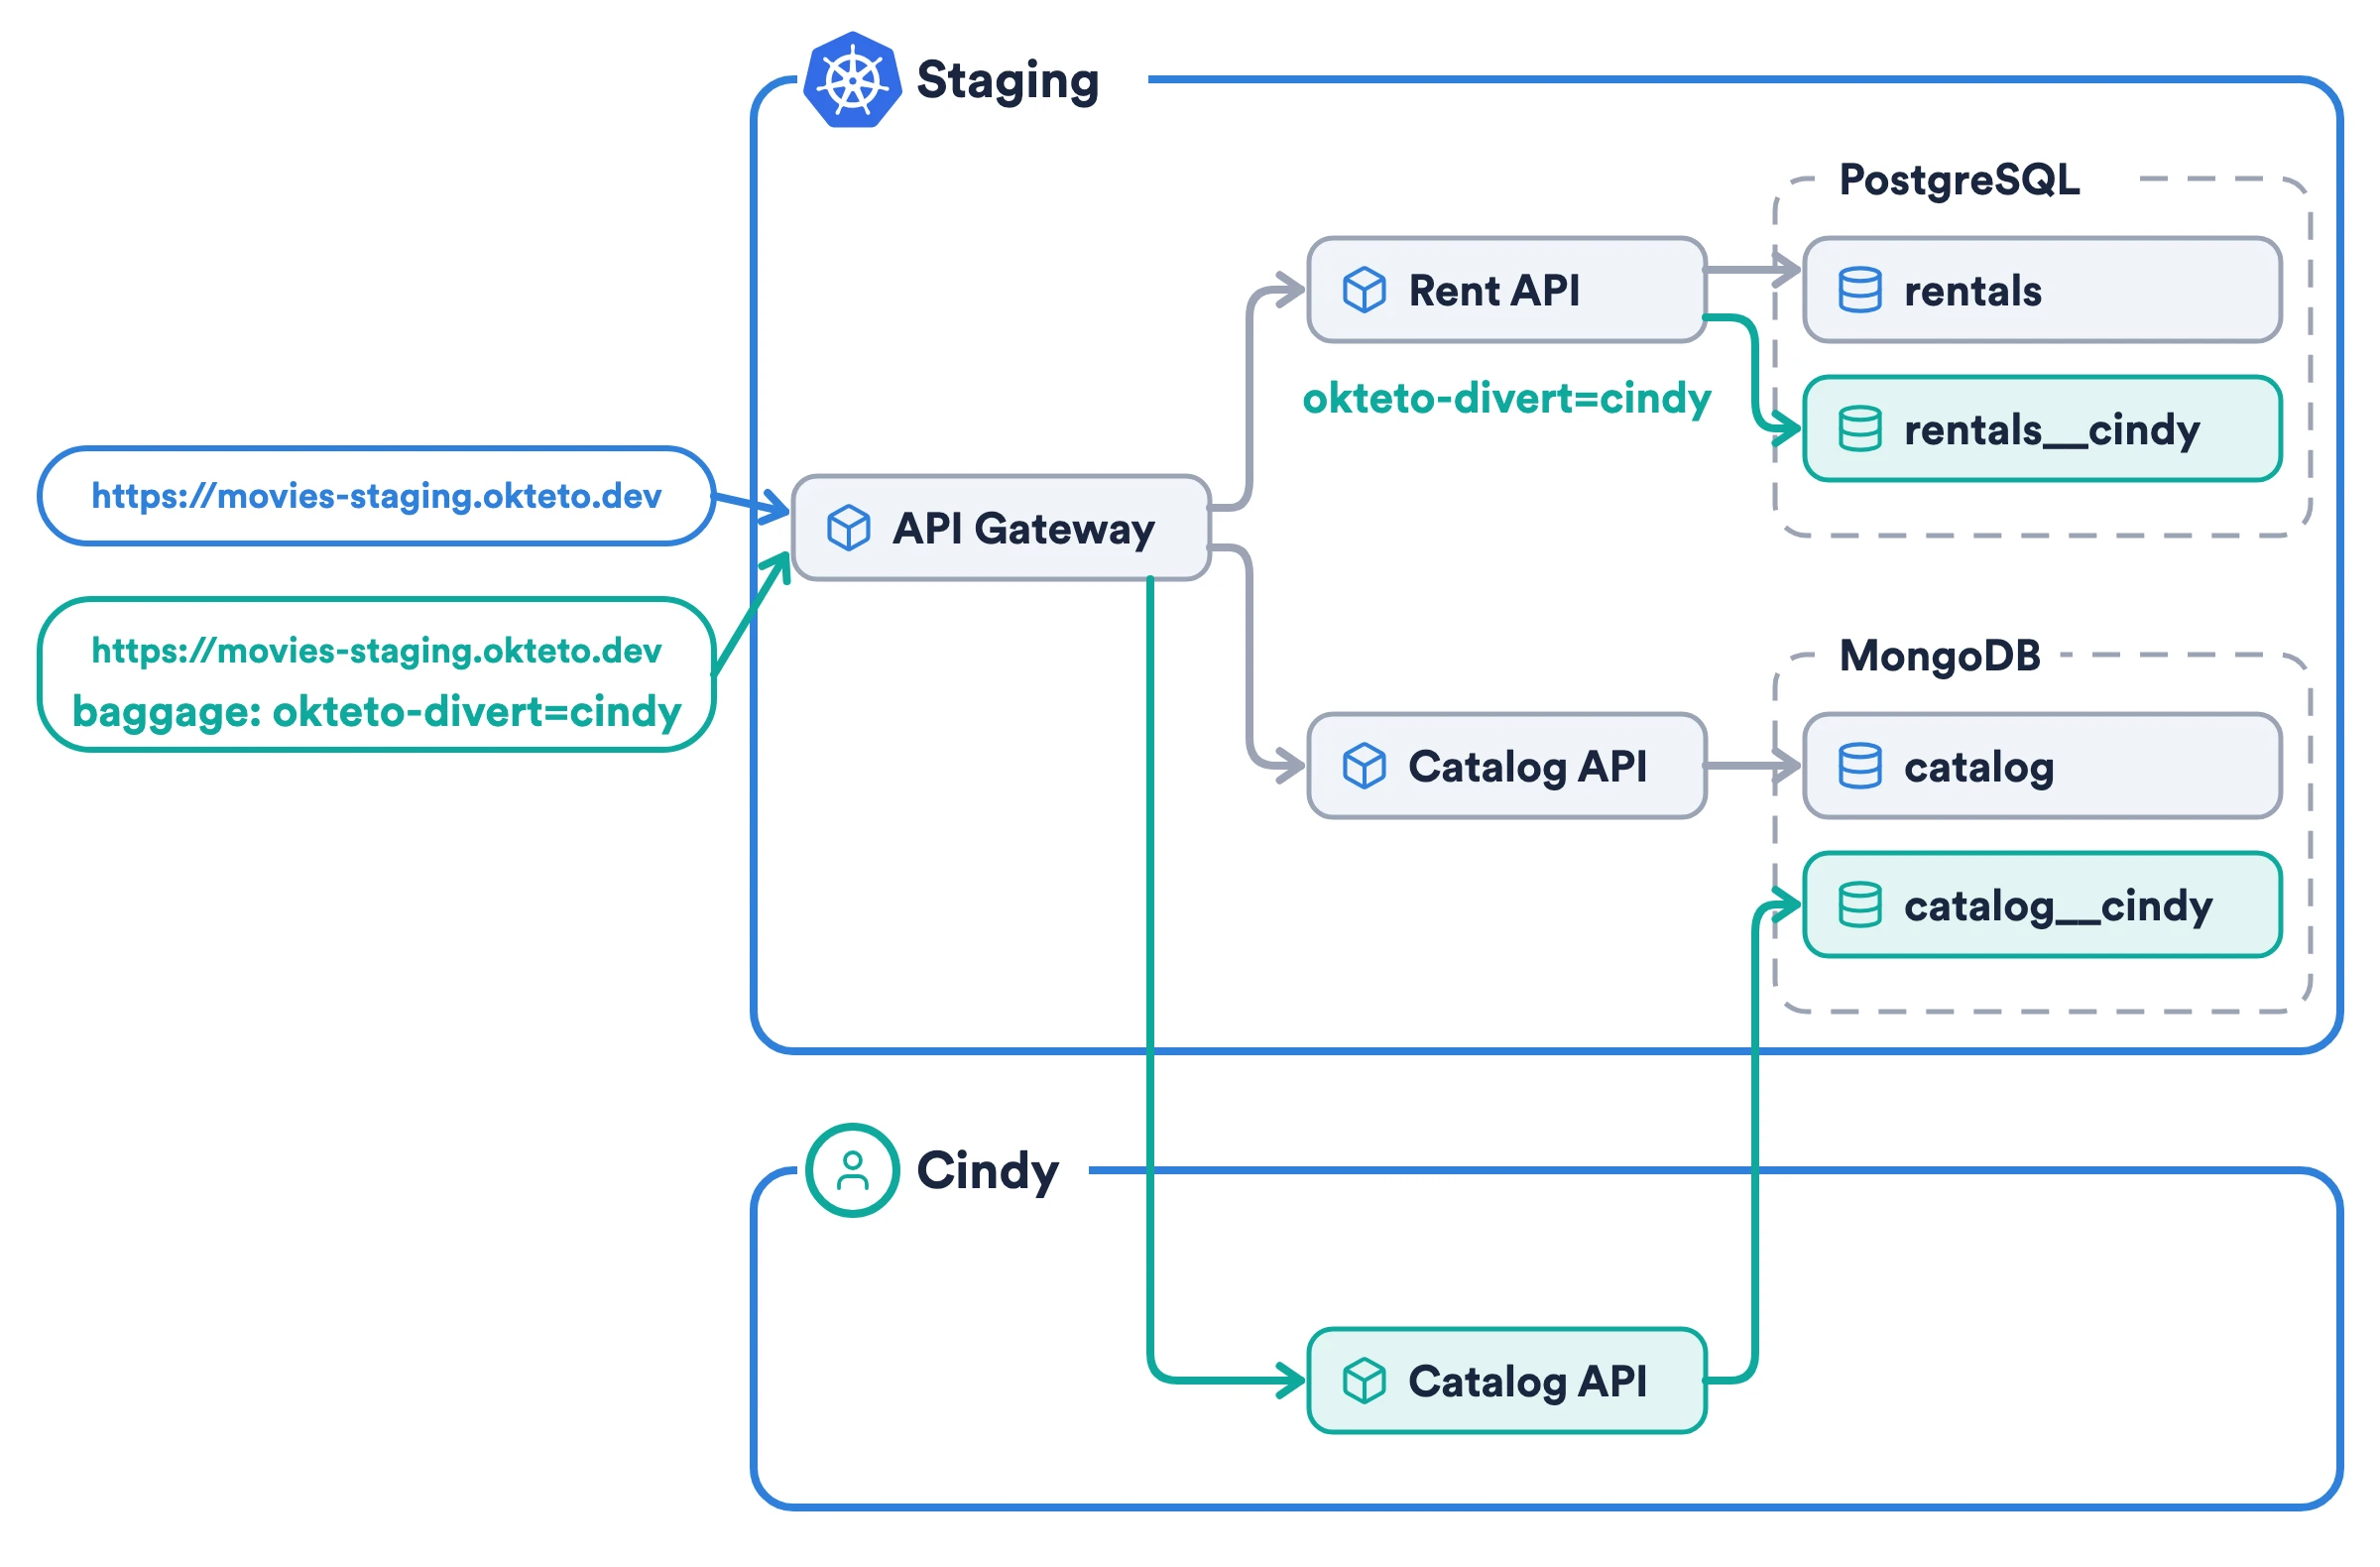 Staging
PostgreSQL
Rent API
rentals
okteto-divert=cindy
rentals__cindy
https://movies-staging.okteto.dev
API Gateway
https://movies-staging.okteto.dev
baggage: okteto-divert=cindy
MongoDB
Catalog API
catalog
catalog__cindy
Cindy
Catalog API